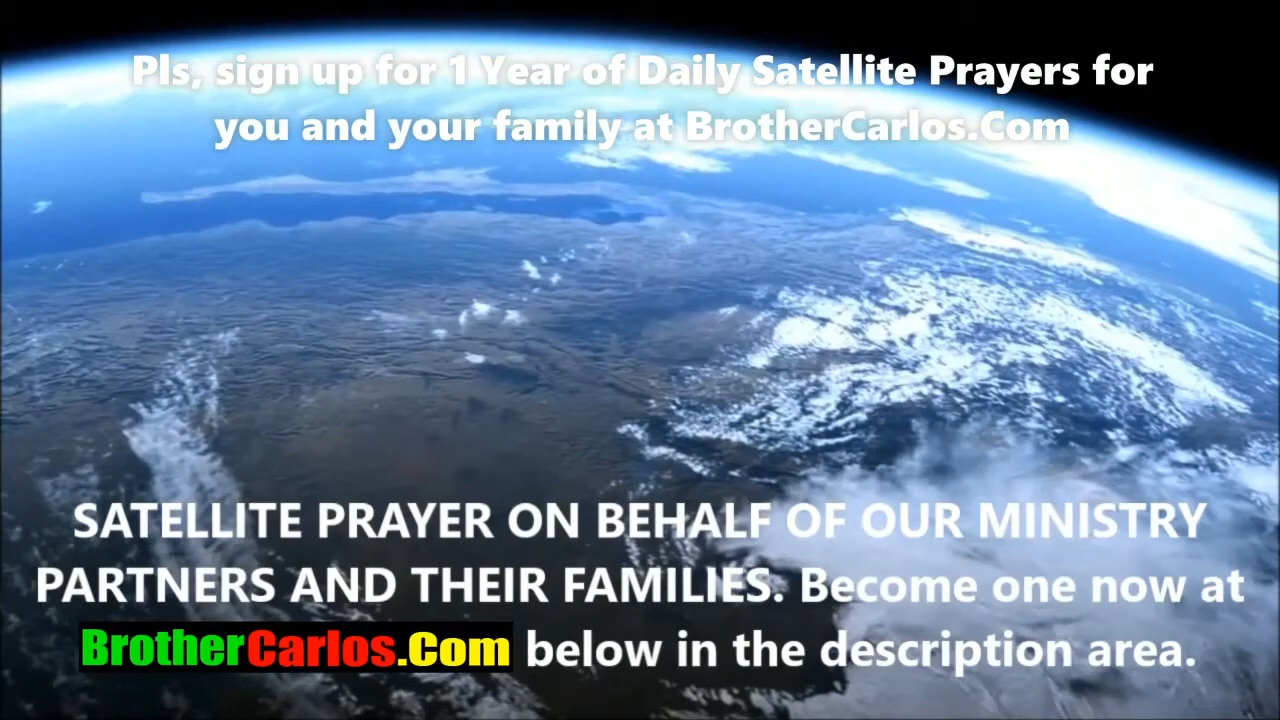 Pls, sign up for 1 Year of Daily Satellite Prayers for
you and your family at BrotherCarlos.Com
SATELLITE PRAYER ON BEHALF OF OUR MINISTRY
PARTNERS AND THEIR FAMILIES. Become one now at
BrotherCarlos.Com below in the description area.